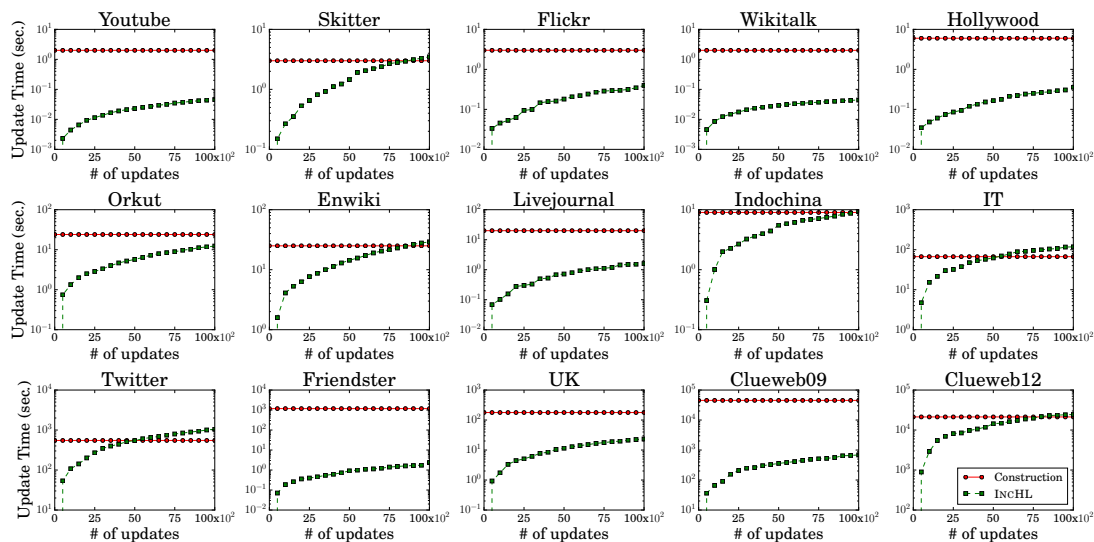 Youtube
Update Time (sec.)
10¹
10⁰
10⁻¹
10⁻²
10⁻³
0 25 50 75 100x10²
# of updates
Skitter
10¹
10⁰
10⁻¹
0 25 50 75 100x10²
# of updates
Flickr
10¹
10⁰
10⁻¹
10⁻²
0 25 50 75 100x10²
# of updates
Wikitalk
10¹
10⁰
10⁻¹
10⁻²
10⁻³
0 25 50 75 100x10²
# of updates
Hollywood
10¹
10⁰
10⁻¹
10⁻²
0 25 50 75 100x10²
# of updates
Orkut
Update Time (sec.)
10²
10¹
10⁰
10⁻¹
0 25 50 75 100x10²
# of updates
Enwiki
10²
10¹
10⁰
0 25 50 75 100x10²
# of updates
Livejournal
10²
10¹
10⁰
10⁻¹
10⁻²
0 25 50 75 100x10²
# of updates
Indochina
10¹
10⁰
10⁻¹
0 25 50 75 100x10²
# of updates
IT
10³
10²
10¹
10⁰
0 25 50 75 100x10²
# of updates
Twitter
Update Time (sec.)
10⁴
10³
10²
10¹
0 25 50 75 100x10²
# of updates
Friendster
10⁴
10³
10²
10¹
10⁰
10⁻¹
10⁻²
0 25 50 75 100x10²
# of updates
UK
10³
10²
10¹
10⁰
0 25 50 75 100x10²
# of updates
Clueweb09
10⁵
10⁴
10³
10²
10¹
0 25 50 75 100x10²
# of updates
Clueweb12
10⁵
10⁴
10³
10²
0 25 50 75 100x10²
# of updates
Construction
INCHL